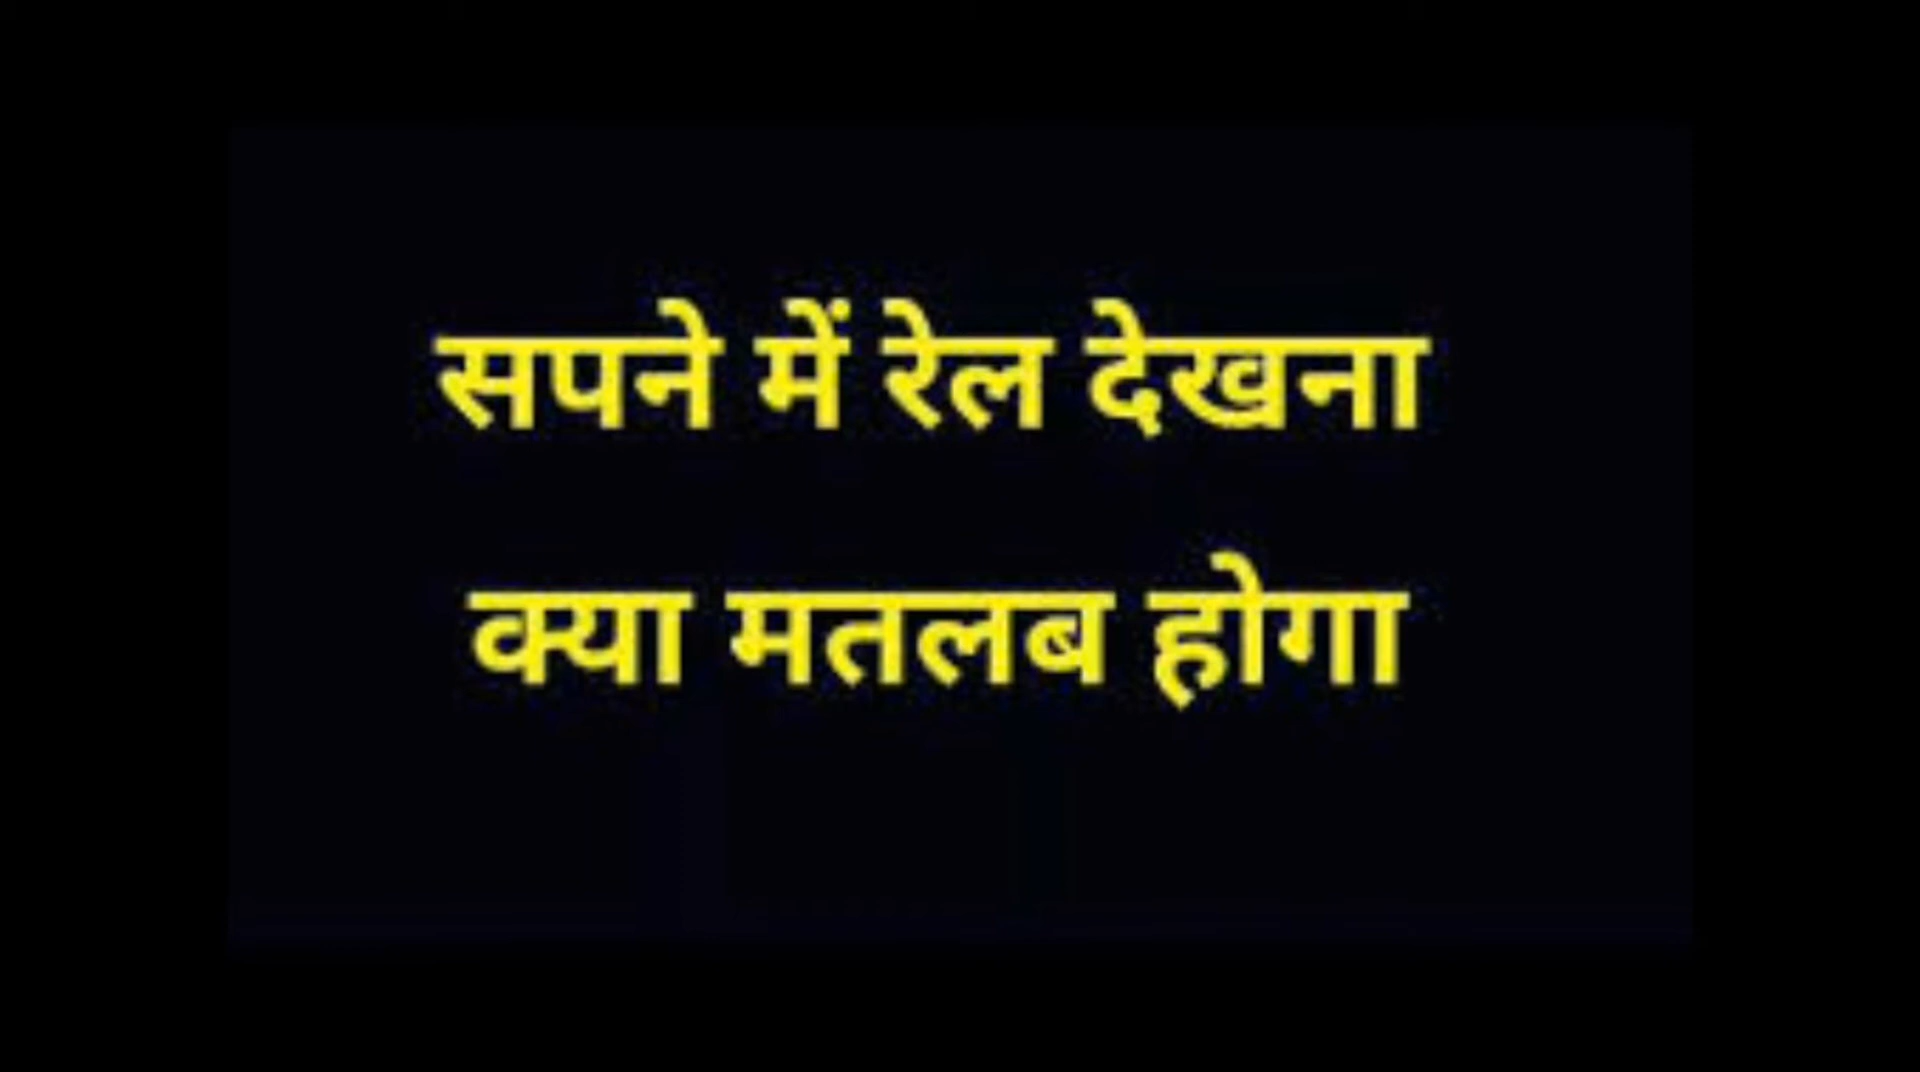 सपने में रेल देखना
क्या मतलब होगा